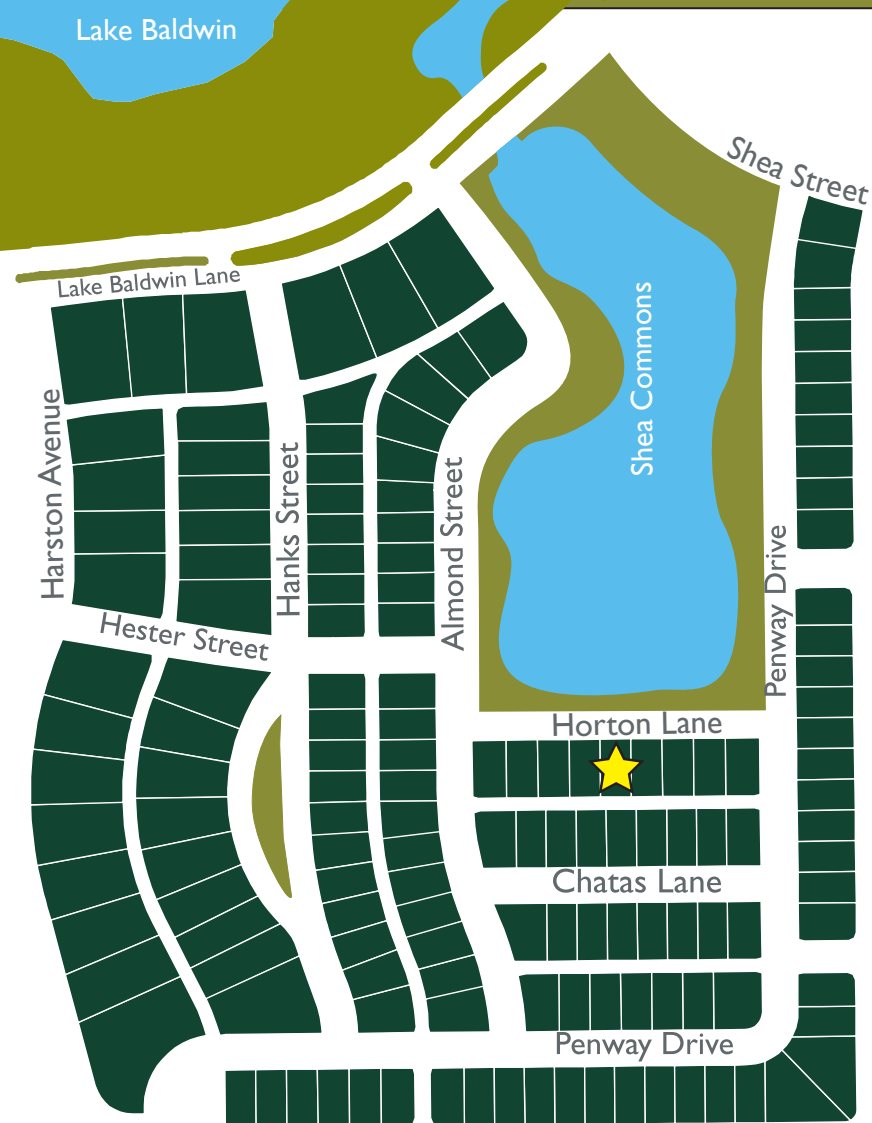 Lake Baldwin
Shea Street
Lake Baldwin Lane
Shea Commons
Harston Avenue
Hanks Street
Almond Street
Penway Drive
Hester Street
Horton Lane
Chatas Lane
Penway Drive